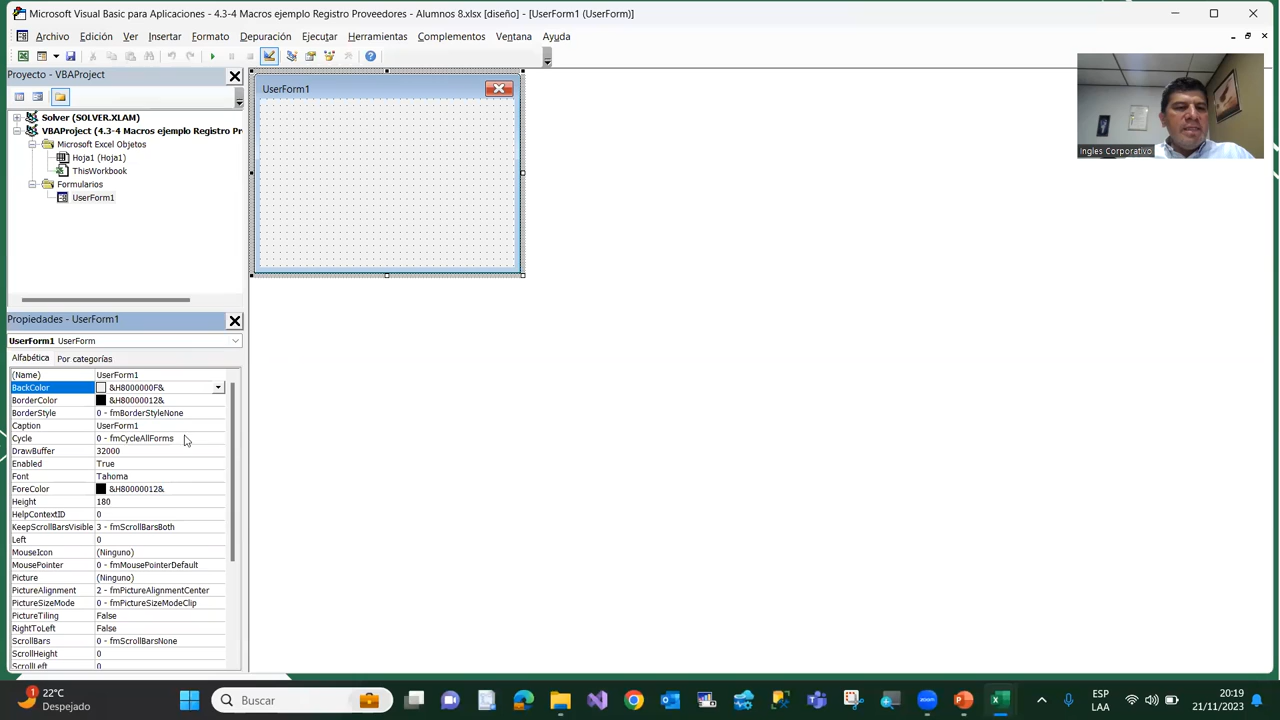 Microsoft Visual Basic para Aplicaciones - 4.3-4 Macros ejemplo Registro Proveedores - Alumnos 8.xlsx [diseño] - [UserForm1 (UserForm)]
Archivo Edición Ver Insertar Formato Depuración Ejecutar Herramientas Complementos Ventana Ayuda
Proyecto - VBAProject
Solver (SOLVER.XLAM)
VBAProject (4.3-4 Macros ejemplo Registro Pr
Microsoft Excel Objetos
Hoja1 (Hoja1)
ThisWorkbook
Formularios
UserForm1
UserForm1
Ingles Corporativo
Propiedades - UserForm1
UserForm1 UserForm
Alfabética Por categorías
(Name) UserForm1
BackColor &H8000000F&
BorderColor &H80000012&
BorderStyle 0 - fmBorderStyleNone
Caption UserForm1
Cycle 0 - fmCycleAllForms
DrawBuffer 32000
Enabled True
Font Tahoma
ForeColor &H80000012&
Height 180
HelpContextID 0
KeepScrollBarsVisible 3 - fmScrollBarsBoth
Left 0
MouseIcon (Ninguno)
MousePointer 0 - fmMousePointerDefault
Picture (Ninguno)
PictureAlignment 2 - fmPictureAlignmentCenter
PictureSizeMode 0 - fmPictureSizeModeClip
PictureTiling False
RightToLeft False
ScrollBars 0 - fmScrollBarsNone
ScrollHeight 0
ScrollLeft 0
1
22°C
Despejado
Buscar
ESP
LAA
20:19
21/11/2023